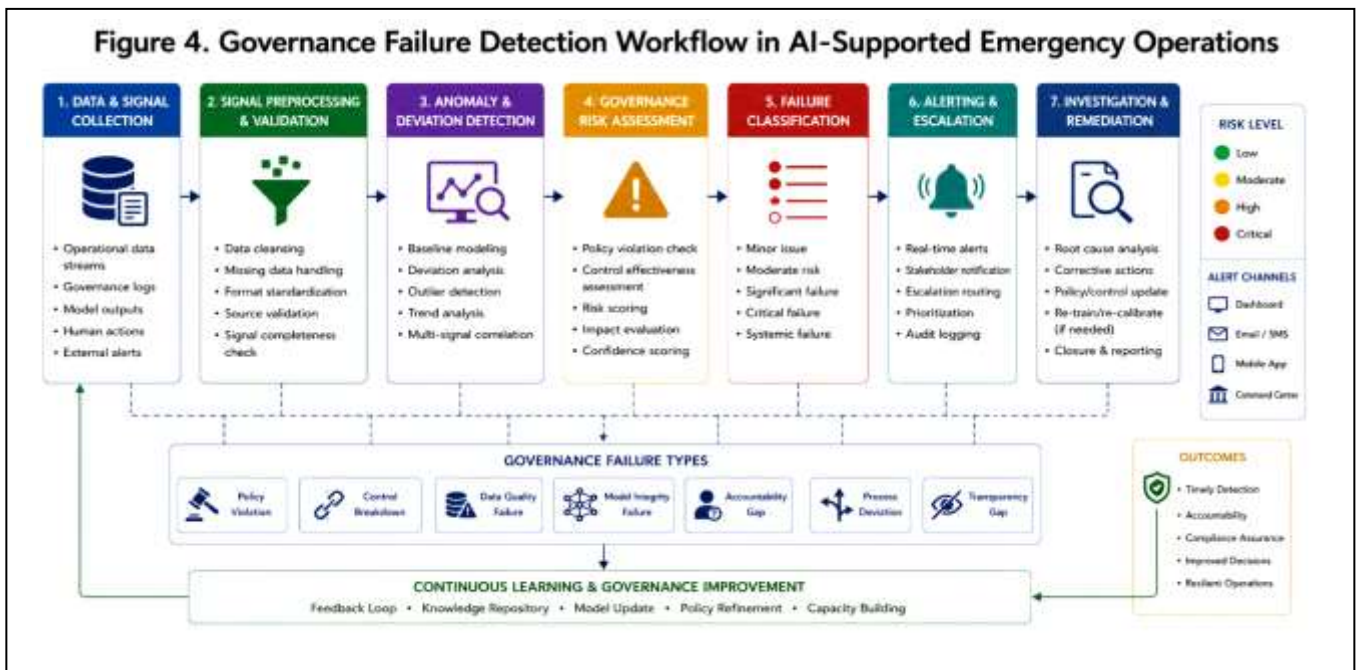 Figure 4. Governance Failure Detection Workflow in AI-Supported Emergency Operations
1. DATA & SIGNAL
COLLECTION
• Operational data
streams
• Governance logs
• Model outputs
• Human actions
• External alerts
2. SIGNAL PREPROCESSING
& VALIDATION
• Data cleansing
• Missing data handling
• Format standardization
• Source validation
• Signal completeness
check
3. ANOMALY &
DEVIATION DETECTION
• Baseline modeling
• Deviation analysis
• Outlier detection
• Trend analysis
• Multi-signal correlation
4. GOVERNANCE
RISK ASSESSMENT
• Policy violation check
• Control effectiveness
assessment
• Risk scoring
• Impact evaluation
• Confidence scoring
5. FAILURE
CLASSIFICATION
• Minor issue
• Moderate risk
• Significant failure
• Critical failure
• Systemic failure
6. ALERTING &
ESCALATION
• Real-time alerts
• Stakeholder notification
• Escalation routing
• Prioritization
• Audit logging
7. INVESTIGATION &
REMEDIATION
• Root cause analysis
• Corrective actions
• Policy/control update
• Re-train/re-calibrate
(if needed)
• Closure & reporting
RISK LEVEL
Low
Moderate
High
Critical
ALERT CHANNELS
Dashboard
Email / SMS
Mobile App
Command Center
GOVERNANCE FAILURE TYPES
Policy
Violation
Control
Breakdown
Data Quality
Failure
Model Integrity
Failure
Accountability
Gap
Process
Deviation
Transparency
Gap
OUTCOMES
• Timely Detection
• Accountability
• Compliance Assurance
• Improved Decisions
• Resilient Operations
CONTINUOUS LEARNING & GOVERNANCE IMPROVEMENT
Feedback Loop • Knowledge Repository • Model Update • Policy Refinement • Capacity Building